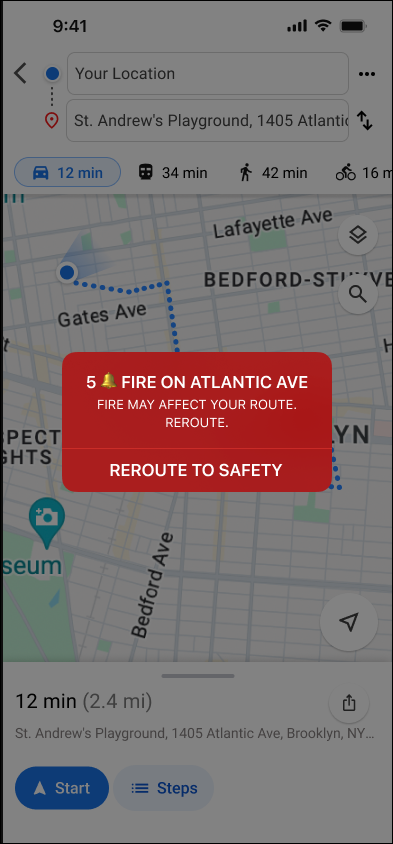 9:41
Your Location
St. Andrew's Playground, 1405 Atlantic
12 min
34 min
42 min
16 m
m
Lafayette Ave
BEDFORD-STUYVE
Gates Ave
t
H
5 🔔 FIRE ON ATLANTIC AVE
FIRE MAY AFFECT YOUR ROUTE.
REROUTE.
SPECT
GHTS
LYN
REROUTE TO SAFETY
seum
Bedford Ave
12 min (2.4 mi)
St. Andrew's Playground, 1405 Atlantic Ave, Brooklyn, NY...
Start
Steps